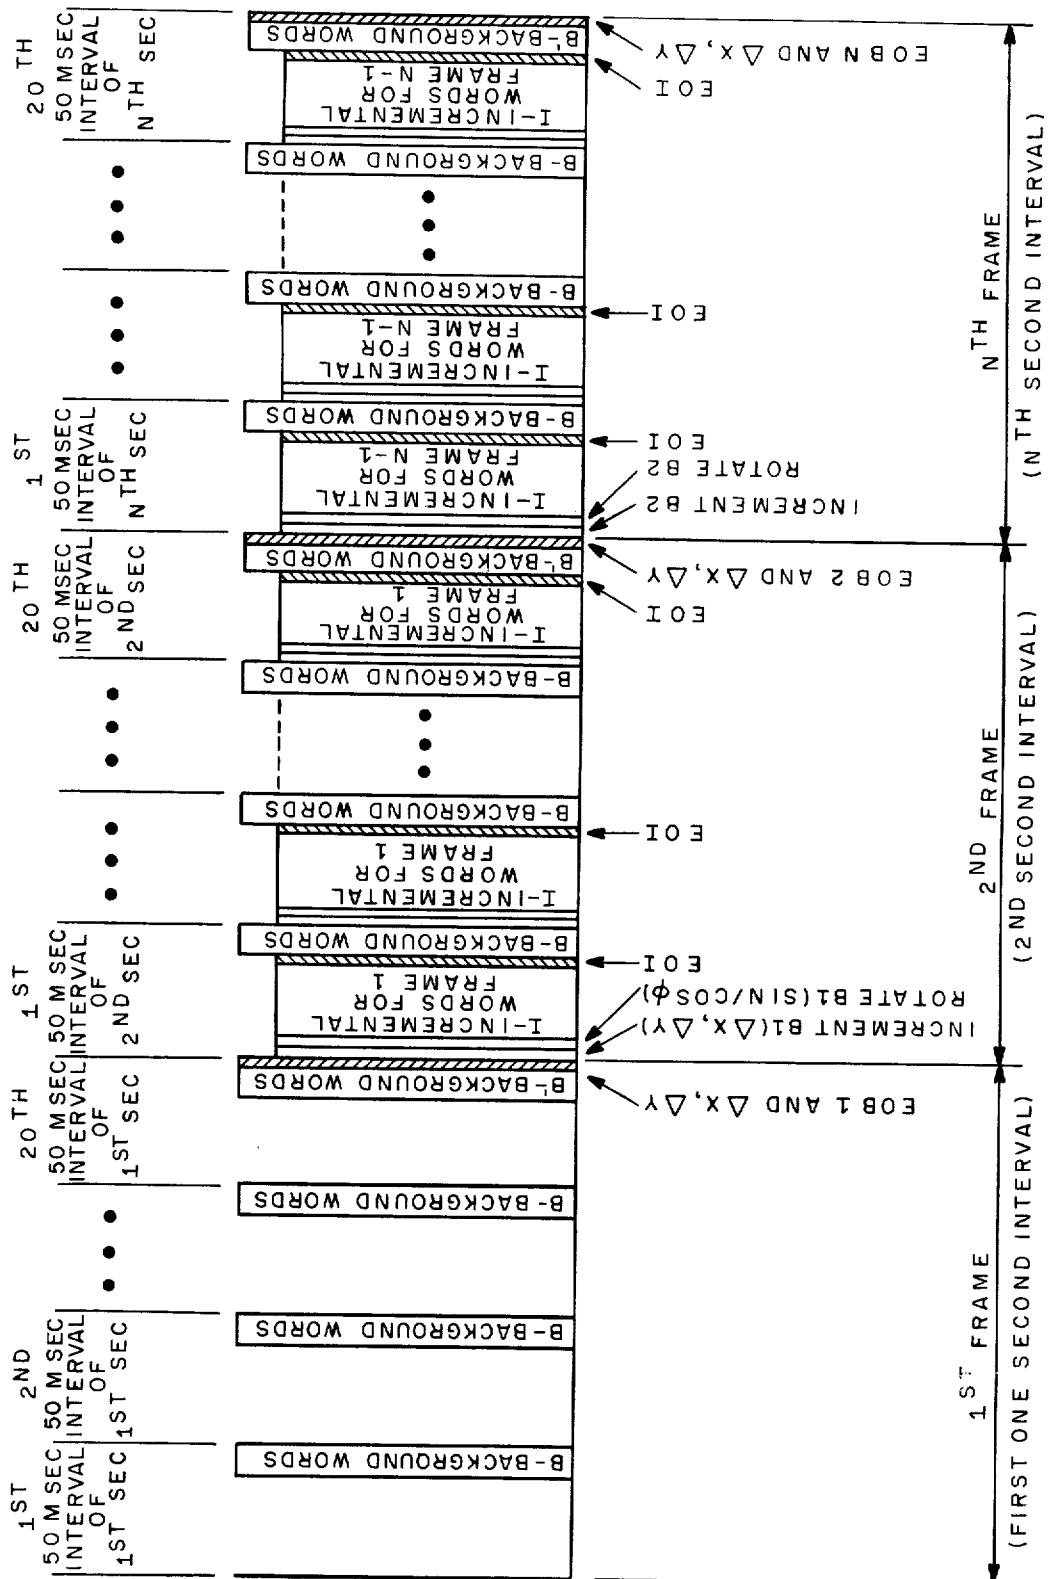 1ST
50 M SEC
INTERVAL
OF
1ST SEC
2ND
50 M SEC
INTERVAL
OF
1ST SEC
20 TH
50 M SEC
INTERVAL
OF
1ST SEC
1 ST
50 M SEC
INTERVAL
OF
2ND SEC
20 TH
50 MSEC
INTERVAL
OF
2ND SEC
1 ST
50 MSEC
INTERVAL
OF
NTH SEC
20 TH
50 MSEC
INTERVAL
OF
NTH SEC
B-BACKGROUND WORDS
B-BACKGROUND WORDS
B-BACKGROUND WORDS
B'-BACKGROUND WORDS
I-INCREMENTAL
WORDS FOR
FRAME 1
B-BACKGROUND WORDS
I-INCREMENTAL
WORDS FOR
FRAME 1
B-BACKGROUND WORDS
B-BACKGROUND WORDS
I-INCREMENTAL
WORDS FOR
FRAME 1
B'-BACKGROUND WORDS
I-INCREMENTAL
WORDS FOR
FRAME N-1
B-BACKGROUND WORDS
I-INCREMENTAL
WORDS FOR
FRAME N-1
B-BACKGROUND WORDS
B-BACKGROUND WORDS
I-INCREMENTAL
WORDS FOR
FRAME N-1
B'-BACKGROUND WORDS
EOB 1 AND ΔX, ΔY
INCREMENT B1(ΔX, ΔY)
ROTATE B1(SIN/COS ϕ)
EOI
EOI
EOI
EOB 2 AND ΔX, ΔY
INCREMENT B2
ROTATE B2
EOI
EOI
EOI
EOB N AND ΔX, ΔY
1ST FRAME
(FIRST ONE SECOND INTERVAL)
2ND FRAME
(2ND SECOND INTERVAL)
NTH FRAME
(NTH SECOND INTERVAL)